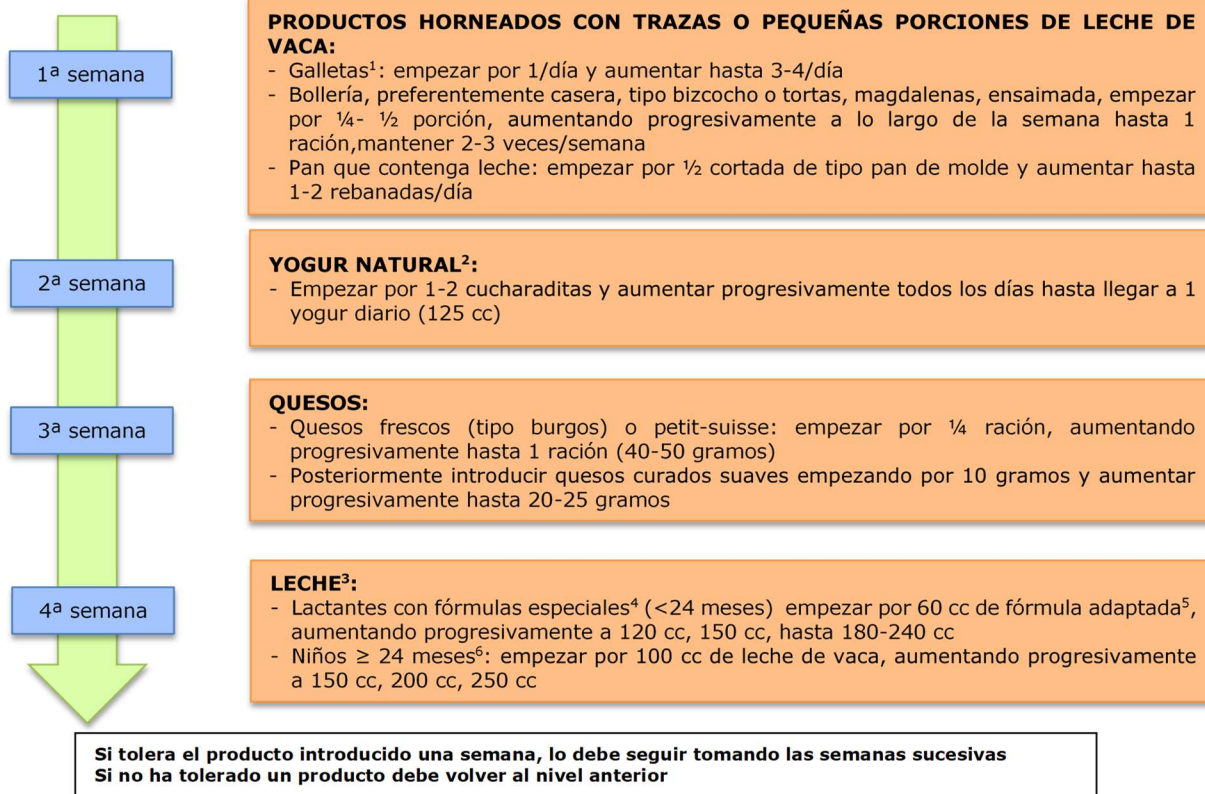 1ª semana
PRODUCTOS HORNEADOS CON TRAZAS O PEQUEÑAS PORCIONES DE LECHE DE
VACA:
- Galletas¹: empezar por 1/día y aumentar hasta 3-4/día
- Bollería, preferentemente casera, tipo bizcocho o tortas, magdalenas, ensaimada, empezar
por ¼- ½ porción, aumentando progresivamente a lo largo de la semana hasta 1
ración,mantener 2-3 veces/semana
- Pan que contenga leche: empezar por ½ cortada de tipo pan de molde y aumentar hasta
1-2 rebanadas/día
2ª semana
YOGUR NATURAL²:
- Empezar por 1-2 cucharaditas y aumentar progresivamente todos los días hasta llegar a 1
yogur diario (125 cc)
3ª semana
QUESOS:
- Quesos frescos (tipo burgos) o petit-suisse: empezar por ¼ ración, aumentando
progresivamente hasta 1 ración (40-50 gramos)
- Posteriormente introducir quesos curados suaves empezando por 10 gramos y aumentar
progresivamente hasta 20-25 gramos
4ª semana
LECHE³:
- Lactantes con fórmulas especiales⁴ (<24 meses) empezar por 60 cc de fórmula adaptada⁵,
aumentando progresivamente a 120 cc, 150 cc, hasta 180-240 cc
- Niños ≥ 24 meses⁶: empezar por 100 cc de leche de vaca, aumentando progresivamente
a 150 cc, 200 cc, 250 cc
Si tolera el producto introducido una semana, lo debe seguir tomando las semanas sucesivas
Si no ha tolerado un producto debe volver al nivel anterior